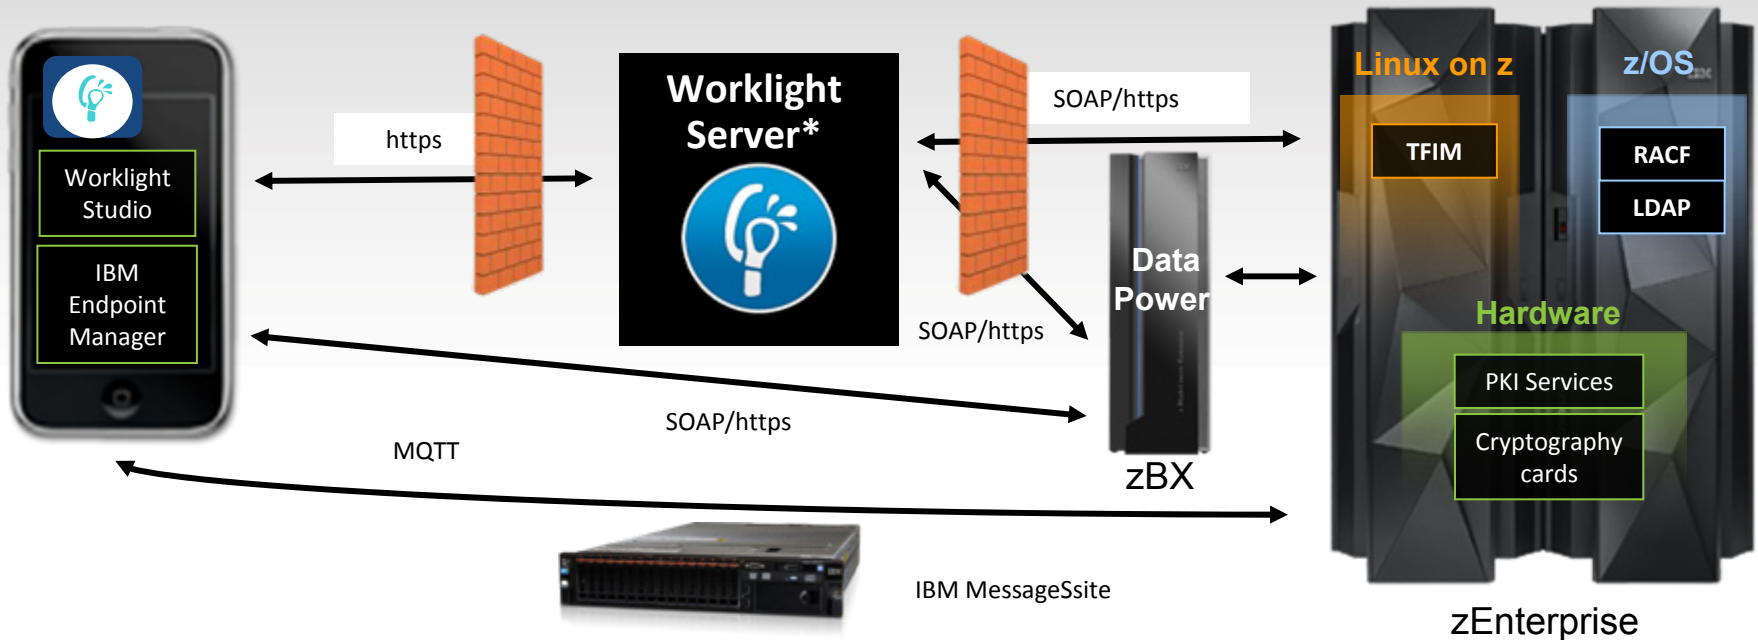 Worklight
Studio
IBM
Endpoint
Manager
https
Worklight
Server*
SOAP/https
SOAP/https
SOAP/https
MQTT
IBM MessageSsite
Data
Power
zBX
Linux on z
TFIM
z/OS
RACF
LDAP
Hardware
PKI Services
Cryptography
cards
zEnterprise